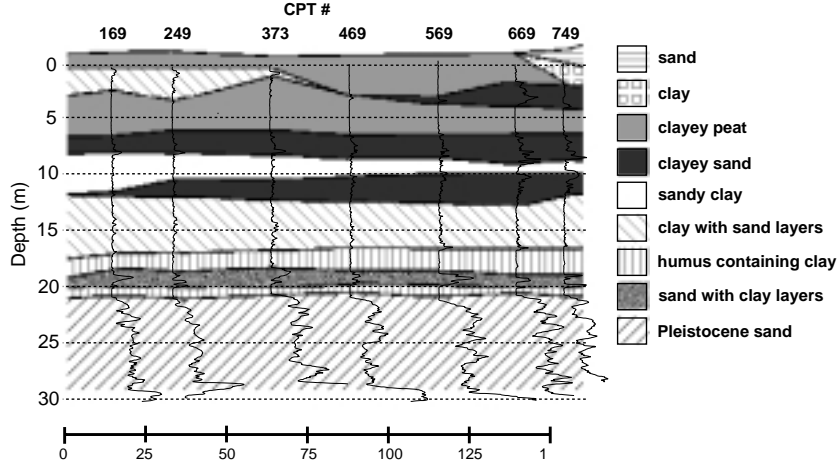 CPT #
169 249 373 469 569 669 749
Depth (m)
0
5
10
15
20
25
30
0 25 50 75 100 125 1
sand
clay
clayey peat
clayey sand
sandy clay
clay with sand layers
humus containing clay
sand with clay layers
Pleistocene sand